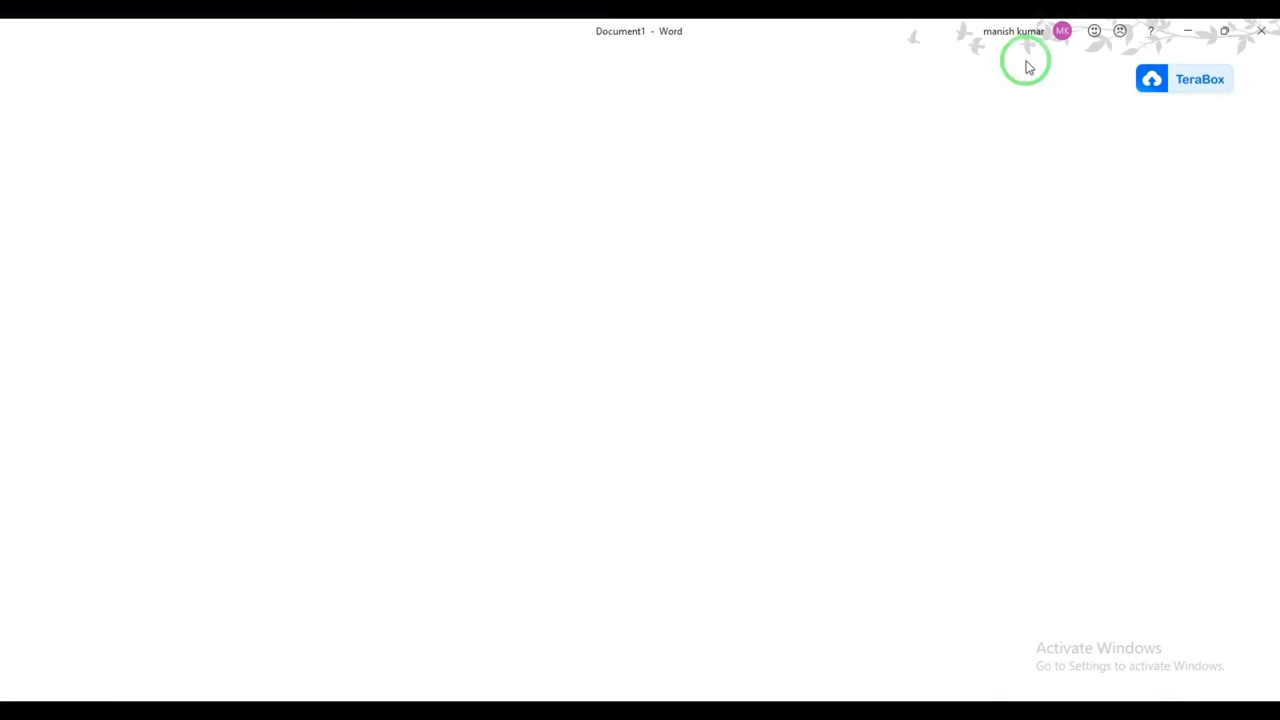 Document1 - Word
manish kumar MK ?
TeraBox
Activate Windows
Go to Settings to activate Windows.